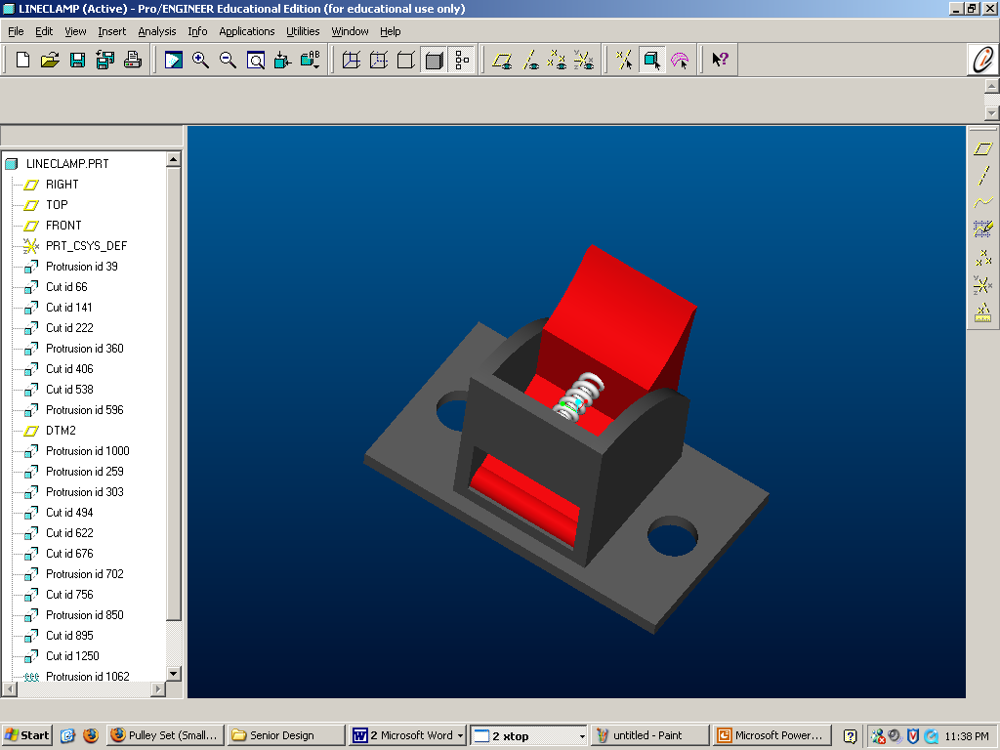 LINECLAMP (Active) - Pro/ENGINEER Educational Edition (for educational use only)
File Edit View Insert Analysis Info Applications Utilities Window Help
LINECLAMP.PRT
RIGHT
TOP
FRONT
PRT_CSYS_DEF
Protrusion id 39
Cut id 66
Cut id 141
Cut id 222
Protrusion id 360
Cut id 406
Cut id 538
Protrusion id 596
DTM2
Protrusion id 1000
Protrusion id 259
Protrusion id 303
Cut id 494
Cut id 622
Cut id 676
Protrusion id 702
Cut id 756
Protrusion id 850
Cut id 895
Cut id 1250
Protrusion id 1062
Start Pulley Set (Small... Senior Design 2 Microsoft Word 2 xtop untitled - Paint Microsoft Power... 11:38 PM